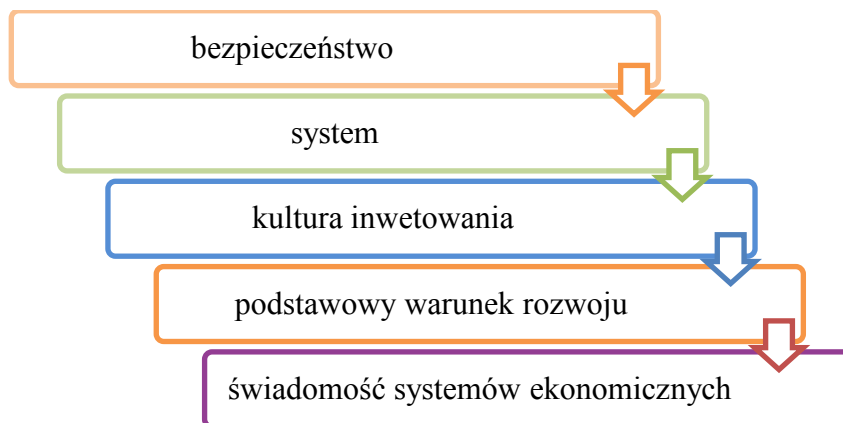 bezpieczeństwo
system
kultura inwetowania
podstawowy warunek rozwoju
świadomość systemów ekonomicznych